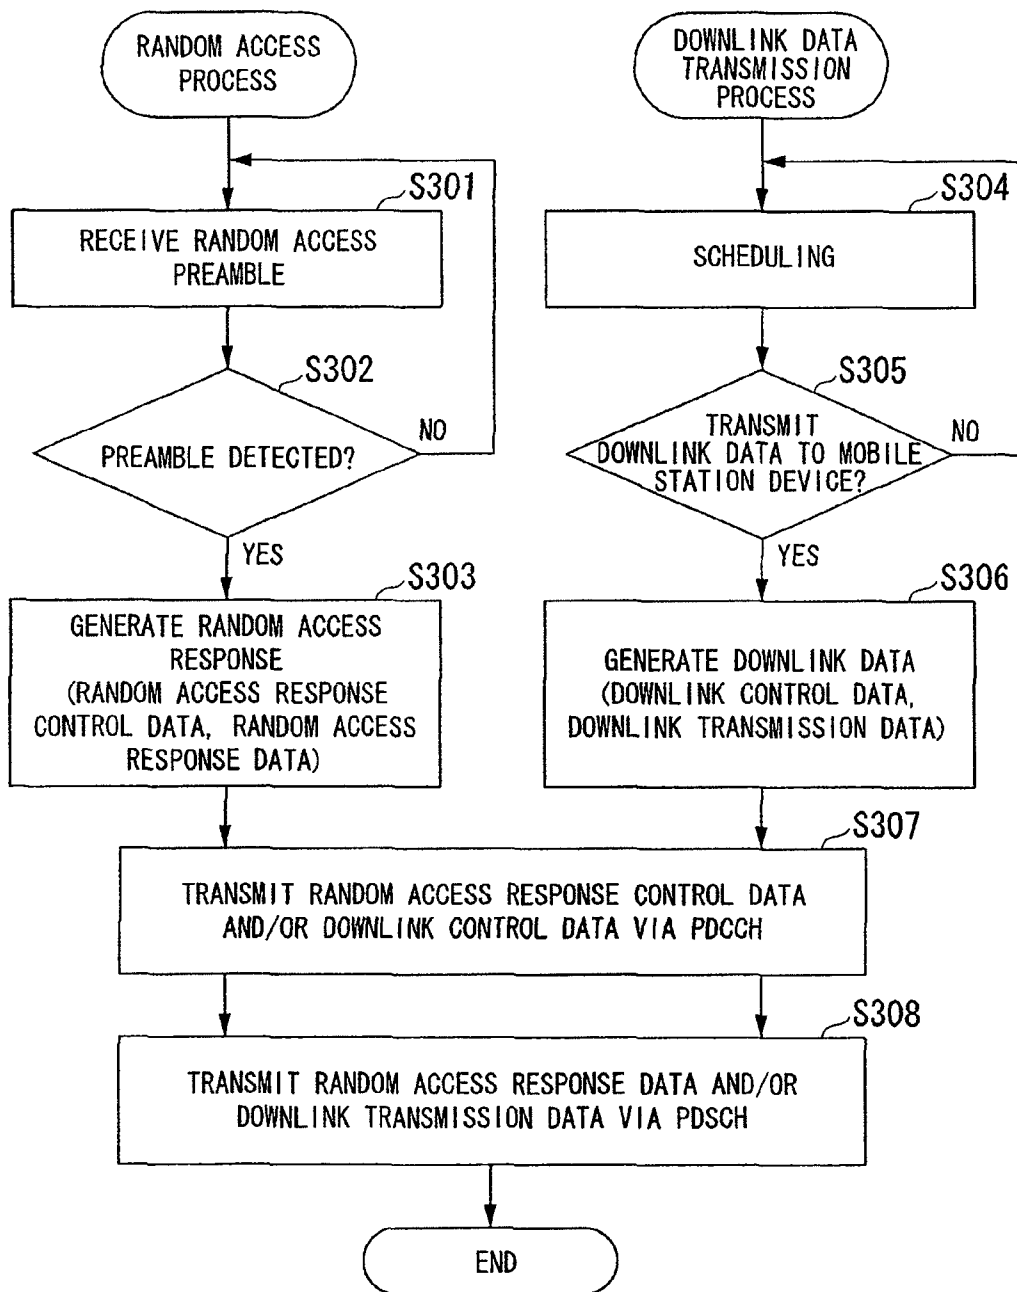 RANDOM ACCESS
PROCESS
S301
RECEIVE RANDOM ACCESS
PREAMBLE
S302
PREAMBLE DETECTED?
NO
YES
S303
GENERATE RANDOM ACCESS
RESPONSE
(RANDOM ACCESS RESPONSE
CONTROL DATA, RANDOM ACCESS
RESPONSE DATA)
DOWNLINK DATA
TRANSMISSION
PROCESS
S304
SCHEDULING
S305
TRANSMIT
DOWNLINK DATA TO MOBILE
STATION DEVICE?
NO
YES
S306
GENERATE DOWNLINK DATA
(DOWNLINK CONTROL DATA,
DOWNLINK TRANSMISSION DATA)
S307
TRANSMIT RANDOM ACCESS RESPONSE CONTROL DATA
AND/OR DOWNLINK CONTROL DATA VIA PDCCH
S308
TRANSMIT RANDOM ACCESS RESPONSE DATA AND/OR
DOWNLINK TRANSMISSION DATA VIA PDSCH
END